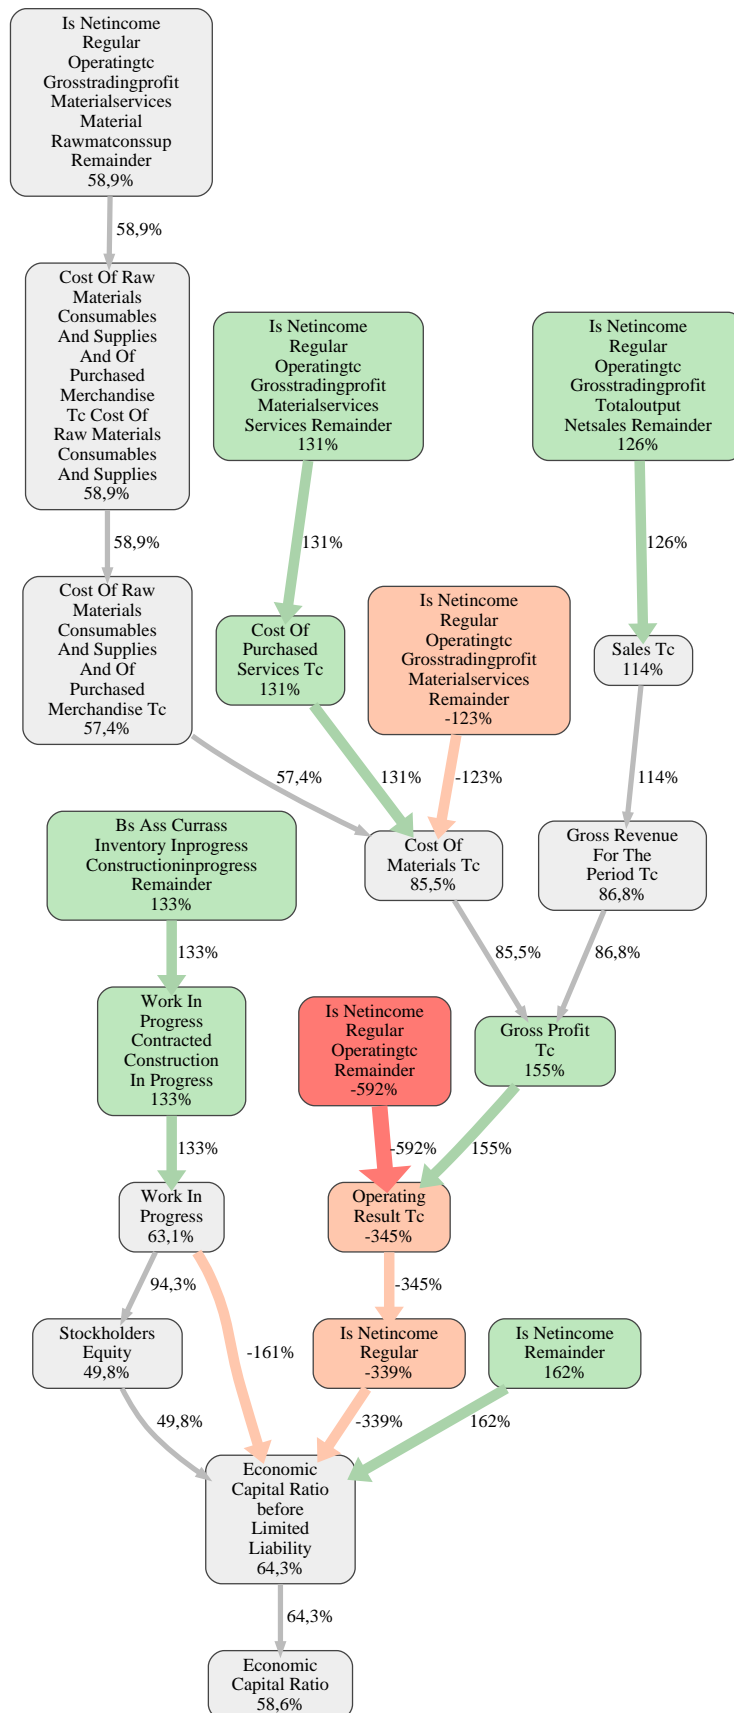 Is Netincome
Regular
Operatingtc
Grosstradingprofit
Materialservices
Material
Rawmatconssup
Remainder
58,9%
58,9%
Cost Of Raw
Materials
Consumables
And Supplies
And Of
Purchased
Merchandise
Tc Cost Of
Raw Materials
Consumables
And Supplies
58,9%
Is Netincome
Regular
Operatingtc
Grosstradingprofit
Materialservices
Services Remainder
131%
Is Netincome
Regular
Operatingtc
Grosstradingprofit
Totaloutput
Netsales Remainder
126%
58,9%
131%
126%
Cost Of Raw
Materials
Consumables
And Supplies
And Of
Purchased
Merchandise Tc
57,4%
Cost Of
Purchased
Services Tc
131%
Is Netincome
Regular
Operatingtc
Grosstradingprofit
Materialservices
Remainder
-123%
Sales Tc
114%
57,4%
131%
-123%
114%
Bs Ass Currass
Inventory Inprogress
Constructioninprogress
Remainder
133%
Cost Of
Materials Tc
85,5%
Gross Revenue
For The
Period Tc
86,8%
133%
85,5%
86,8%
Work In
Progress
Contracted
Construction
In Progress
133%
Is Netincome
Regular
Operatingtc
Remainder
-592%
Gross Profit
Tc
155%
133%
-592%
155%
Work In
Progress
63,1%
Operating
Result Tc
-345%
94,3%
-161%
-345%
Stockholders
Equity
49,8%
Is Netincome
Regular
-339%
Is Netincome
Remainder
162%
49,8%
-339%
162%
Economic
Capital Ratio
before
Limited
Liability
64,3%
64,3%
Economic
Capital Ratio
58,6%